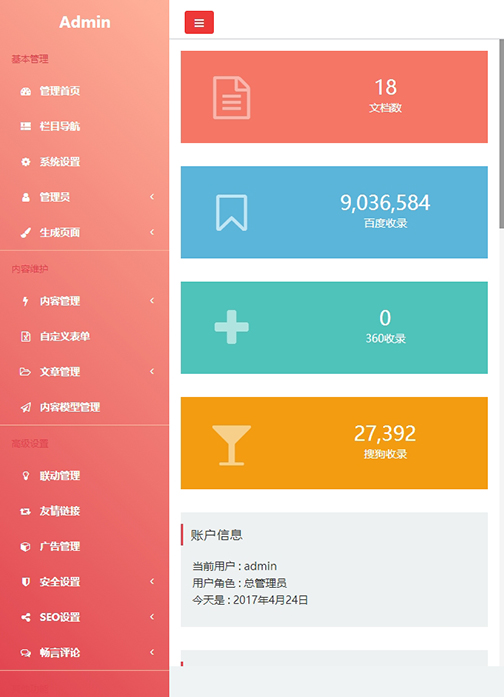 Admin
基本管理
管理首页
栏目导航
系统设置
管理员
生成页面
内容维护
内容管理
自定义表单
文章管理
内容模型管理
高级设置
联动管理
友情链接
广告管理
安全设置
SEO设置
畅言评论
18
文档数
9,036,584
百度收录
0
360收录
27,392
搜狗收录
账户信息
当前用户 : admin
用户角色 : 总管理员
今天是 : 2017年4月24日